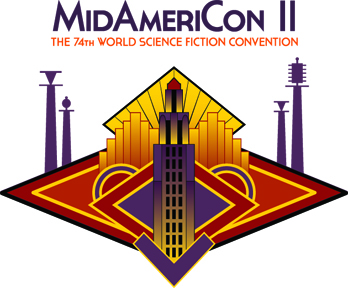 MidAmeriCon II
The 74th World Science Fiction Convention